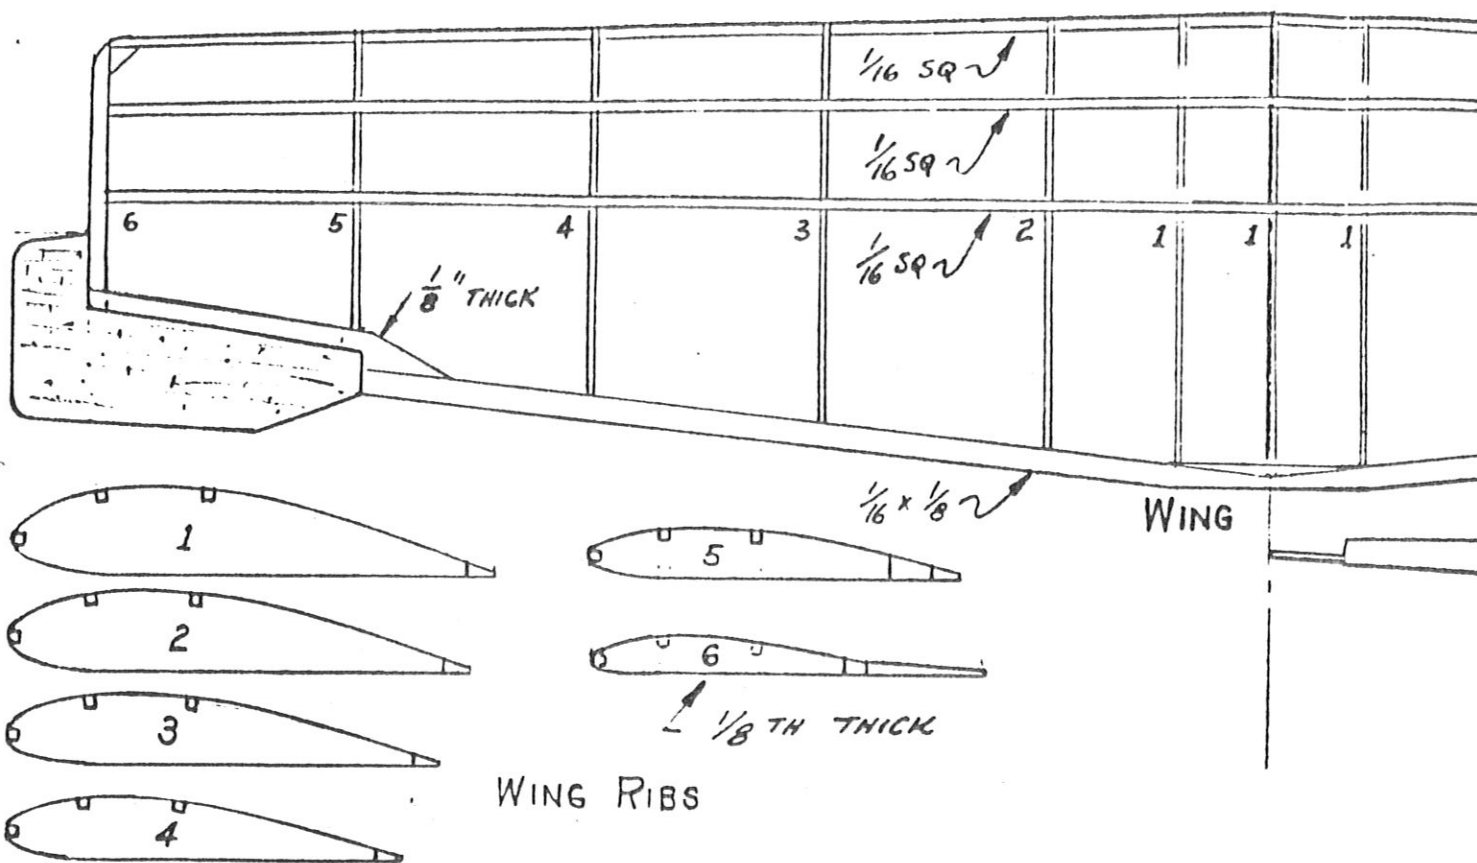 1/16 SQ
1/16 SQ
6 5 4 3 2 1 1 1
1/16 SQ
1/8" THICK
1/16 x 1/8
WING
1
5
2
6
3
1/8 TH THICK
WING RIBS
4